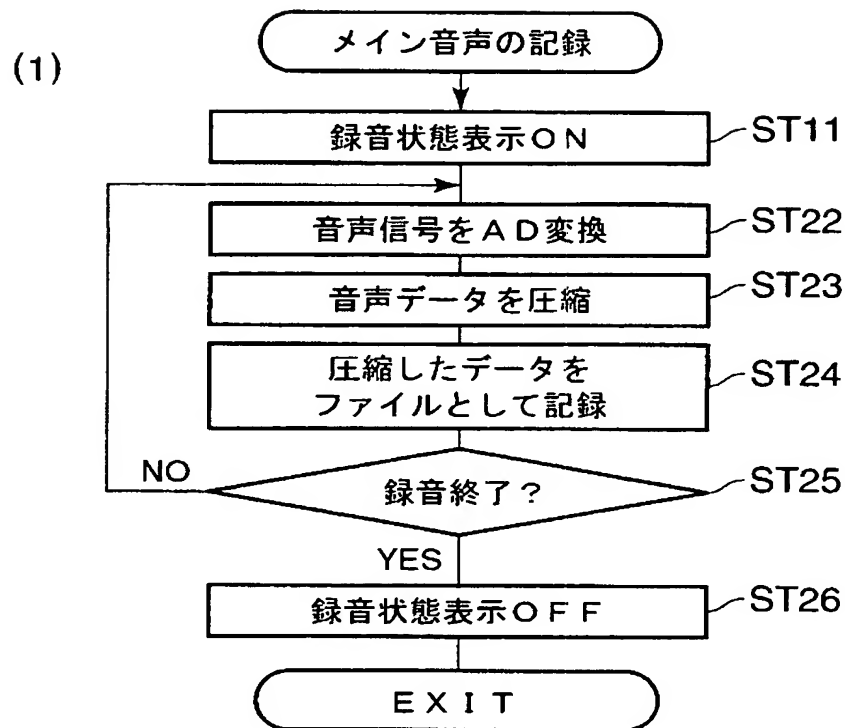 (1)
メイン音声の記録
録音状態表示ON
ST11
音声信号をAD変換
ST22
音声データを圧縮
ST23
圧縮したデータを
ファイルとして記録
ST24
録音終了?
ST25
NO
YES
録音状態表示OFF
ST26
EXIT